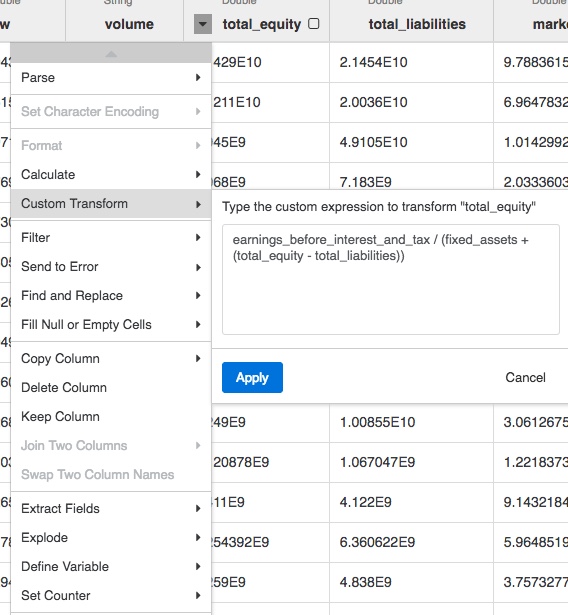 Double
String
Double
Double
Double
w
volume
total_equity
total_liabilities
429E10
2.1454E10
9.7883615
Parse
211E10
2.0036E10
6.9647832
Set Character Encoding
945E9
4.9105E10
1.0142992
Format
Calculate
068E9
7.183E9
2.0333603
Custom Transform
Type the custom expression to transform "total_equity"
earnings_before_interest_and_tax / (fixed_assets +
(total_equity - total_liabilities))
Filter
Send to Error
Find and Replace
Fill Null or Empty Cells
Copy Column
Apply
Cancel
Delete Column
Keep Column
249E9
1.00855E10
3.0612675
Join Two Columns
20878E9
1.067047E9
1.2218373
Swap Two Column Names
11E9
4.122E9
9.1432184
Extract Fields
Explode
254392E9
6.360622E9
5.9648519
Define Variable
259E9
4.838E9
3.7573277
Set Counter